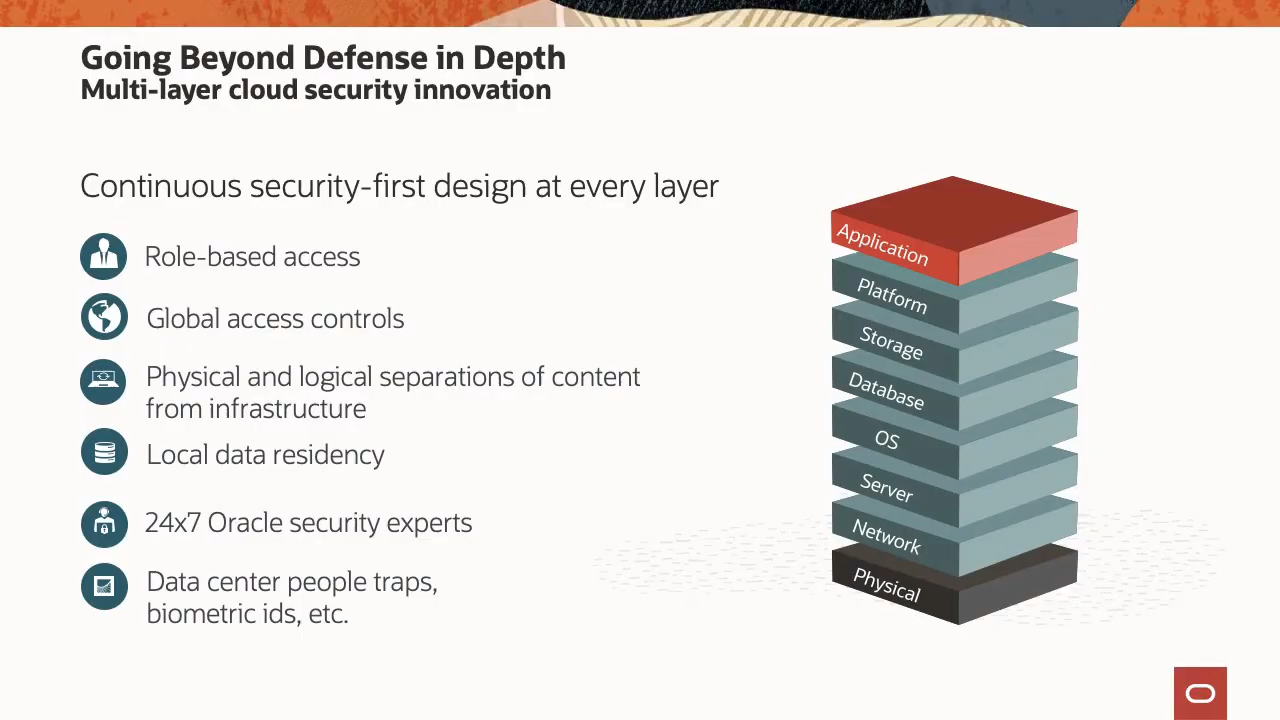 Going Beyond Defense in Depth
Multi-layer cloud security innovation
Continuous security-first design at every layer
Role-based access
Global access controls
Physical and logical separations of content
from infrastructure
Local data residency
24x7 Oracle security experts
Data center people traps,
biometric ids, etc.
Application
Platform
Storage
Database
OS
Server
Network
Physical